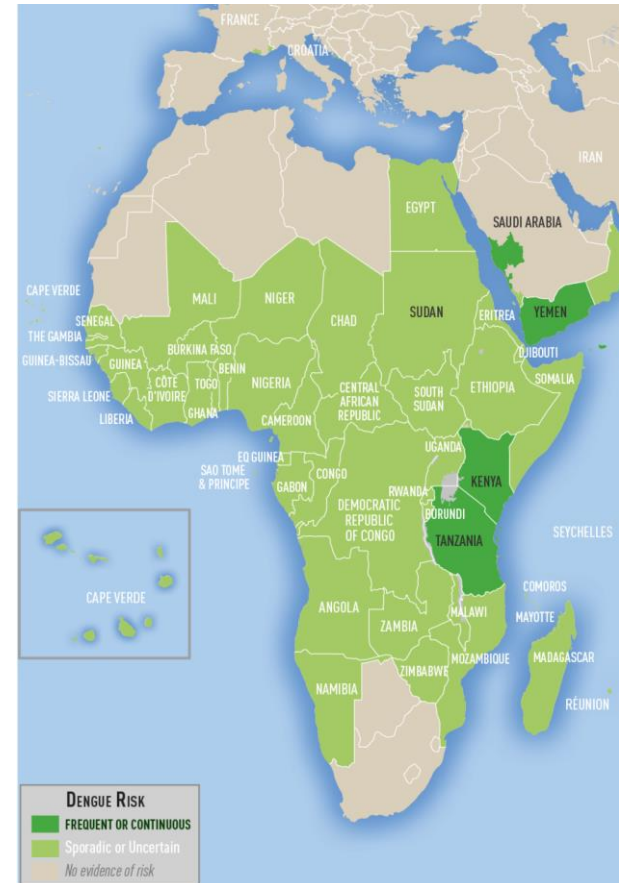 FRANCE
CROATIA
IRAN
EGYPT
SAUDI ARABIA
CAPE VERDE
MALI
NIGER
CHAD
SUDAN
ERITREA
YEMEN
SENEGAL
THE GAMBIA
GUINEA-BISSAU
GUINEA
BURKINA FASO
BENIN
DJIBOUTI
SIERRA LEONE
CÔTE
D'IVOIRE
TOGO
NIGERIA
CENTRAL
AFRICAN
REPUBLIC
SOUTH
SUDAN
ETHIOPIA
SOMALIA
LIBERIA
GHANA
CAMEROON
EQ GUINEA
SAO TOME
& PRINCIPE
GABON
CONGO
UGANDA
KENYA
RWANDA
BURUNDI
DEMOCRATIC
REPUBLIC
OF CONGO
TANZANIA
SEYCHELLES
CAPE VERDE
COMOROS
ANGOLA
MALAWI
MAYOTTE
ZAMBIA
MOZAMBIQUE
MADAGASCAR
ZIMBABWE
NAMIBIA
RÉUNION
DENGUE RISK
FREQUENT OR CONTINUOUS
Sporadic or Uncertain
No evidence of risk